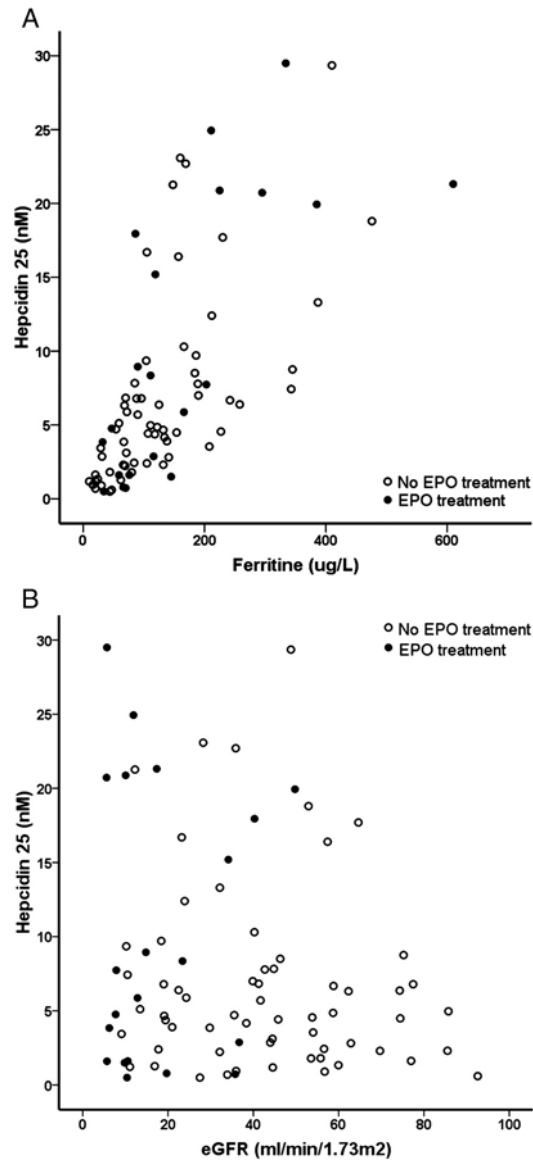 A
30
25
20
15
10
5
0
Hepcidin 25 (nM)
No EPO treatment
EPO treatment
0 200 400 600
Ferritine (ug/L)
B
No EPO treatment
EPO treatment
30
25
20
15
10
5
0
Hepcidin 25 (nM)
0 20 40 60 80 100
eGFR (ml/min/1.73m2)